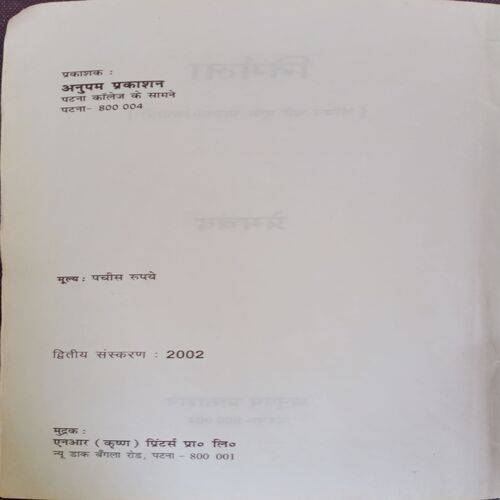 प्रकाशक :
अनुपम प्रकाशन
पटना कॉलेज के सामने
पटना- 800 004
मूल्य : पचीस रुपये
द्वितीय संस्करण : 2002
मुद्रक :
एनआर ( कृष्ण ) प्रिंटर्स प्रा० लि०
न्यू डाक बँगला रोड, पटना - 800 001